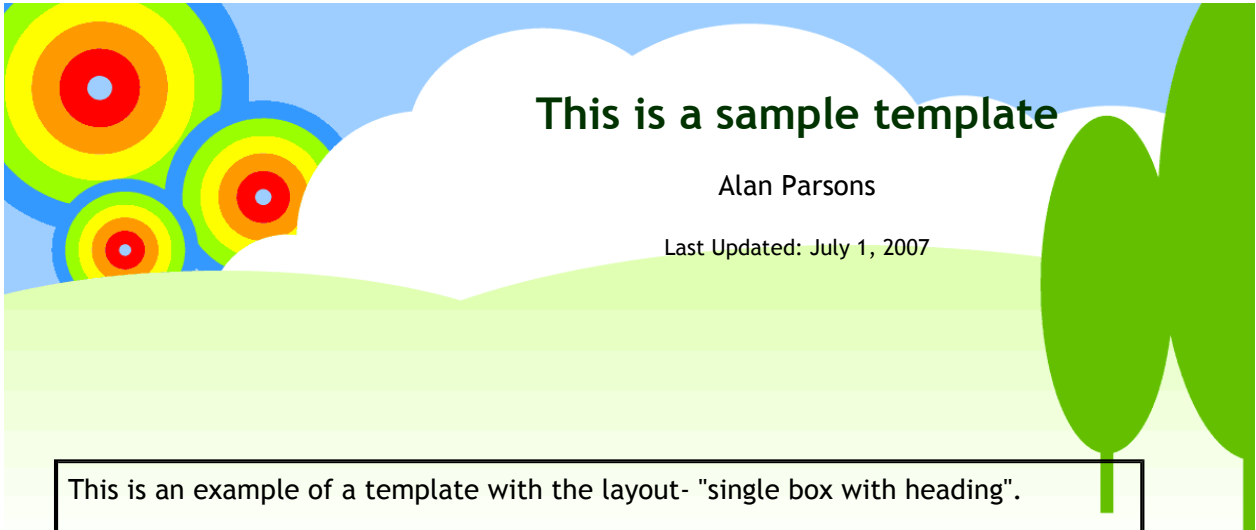 This is a sample template
Alan Parsons
Last Updated: July 1, 2007
This is an example of a template with the layout- "single box with heading".